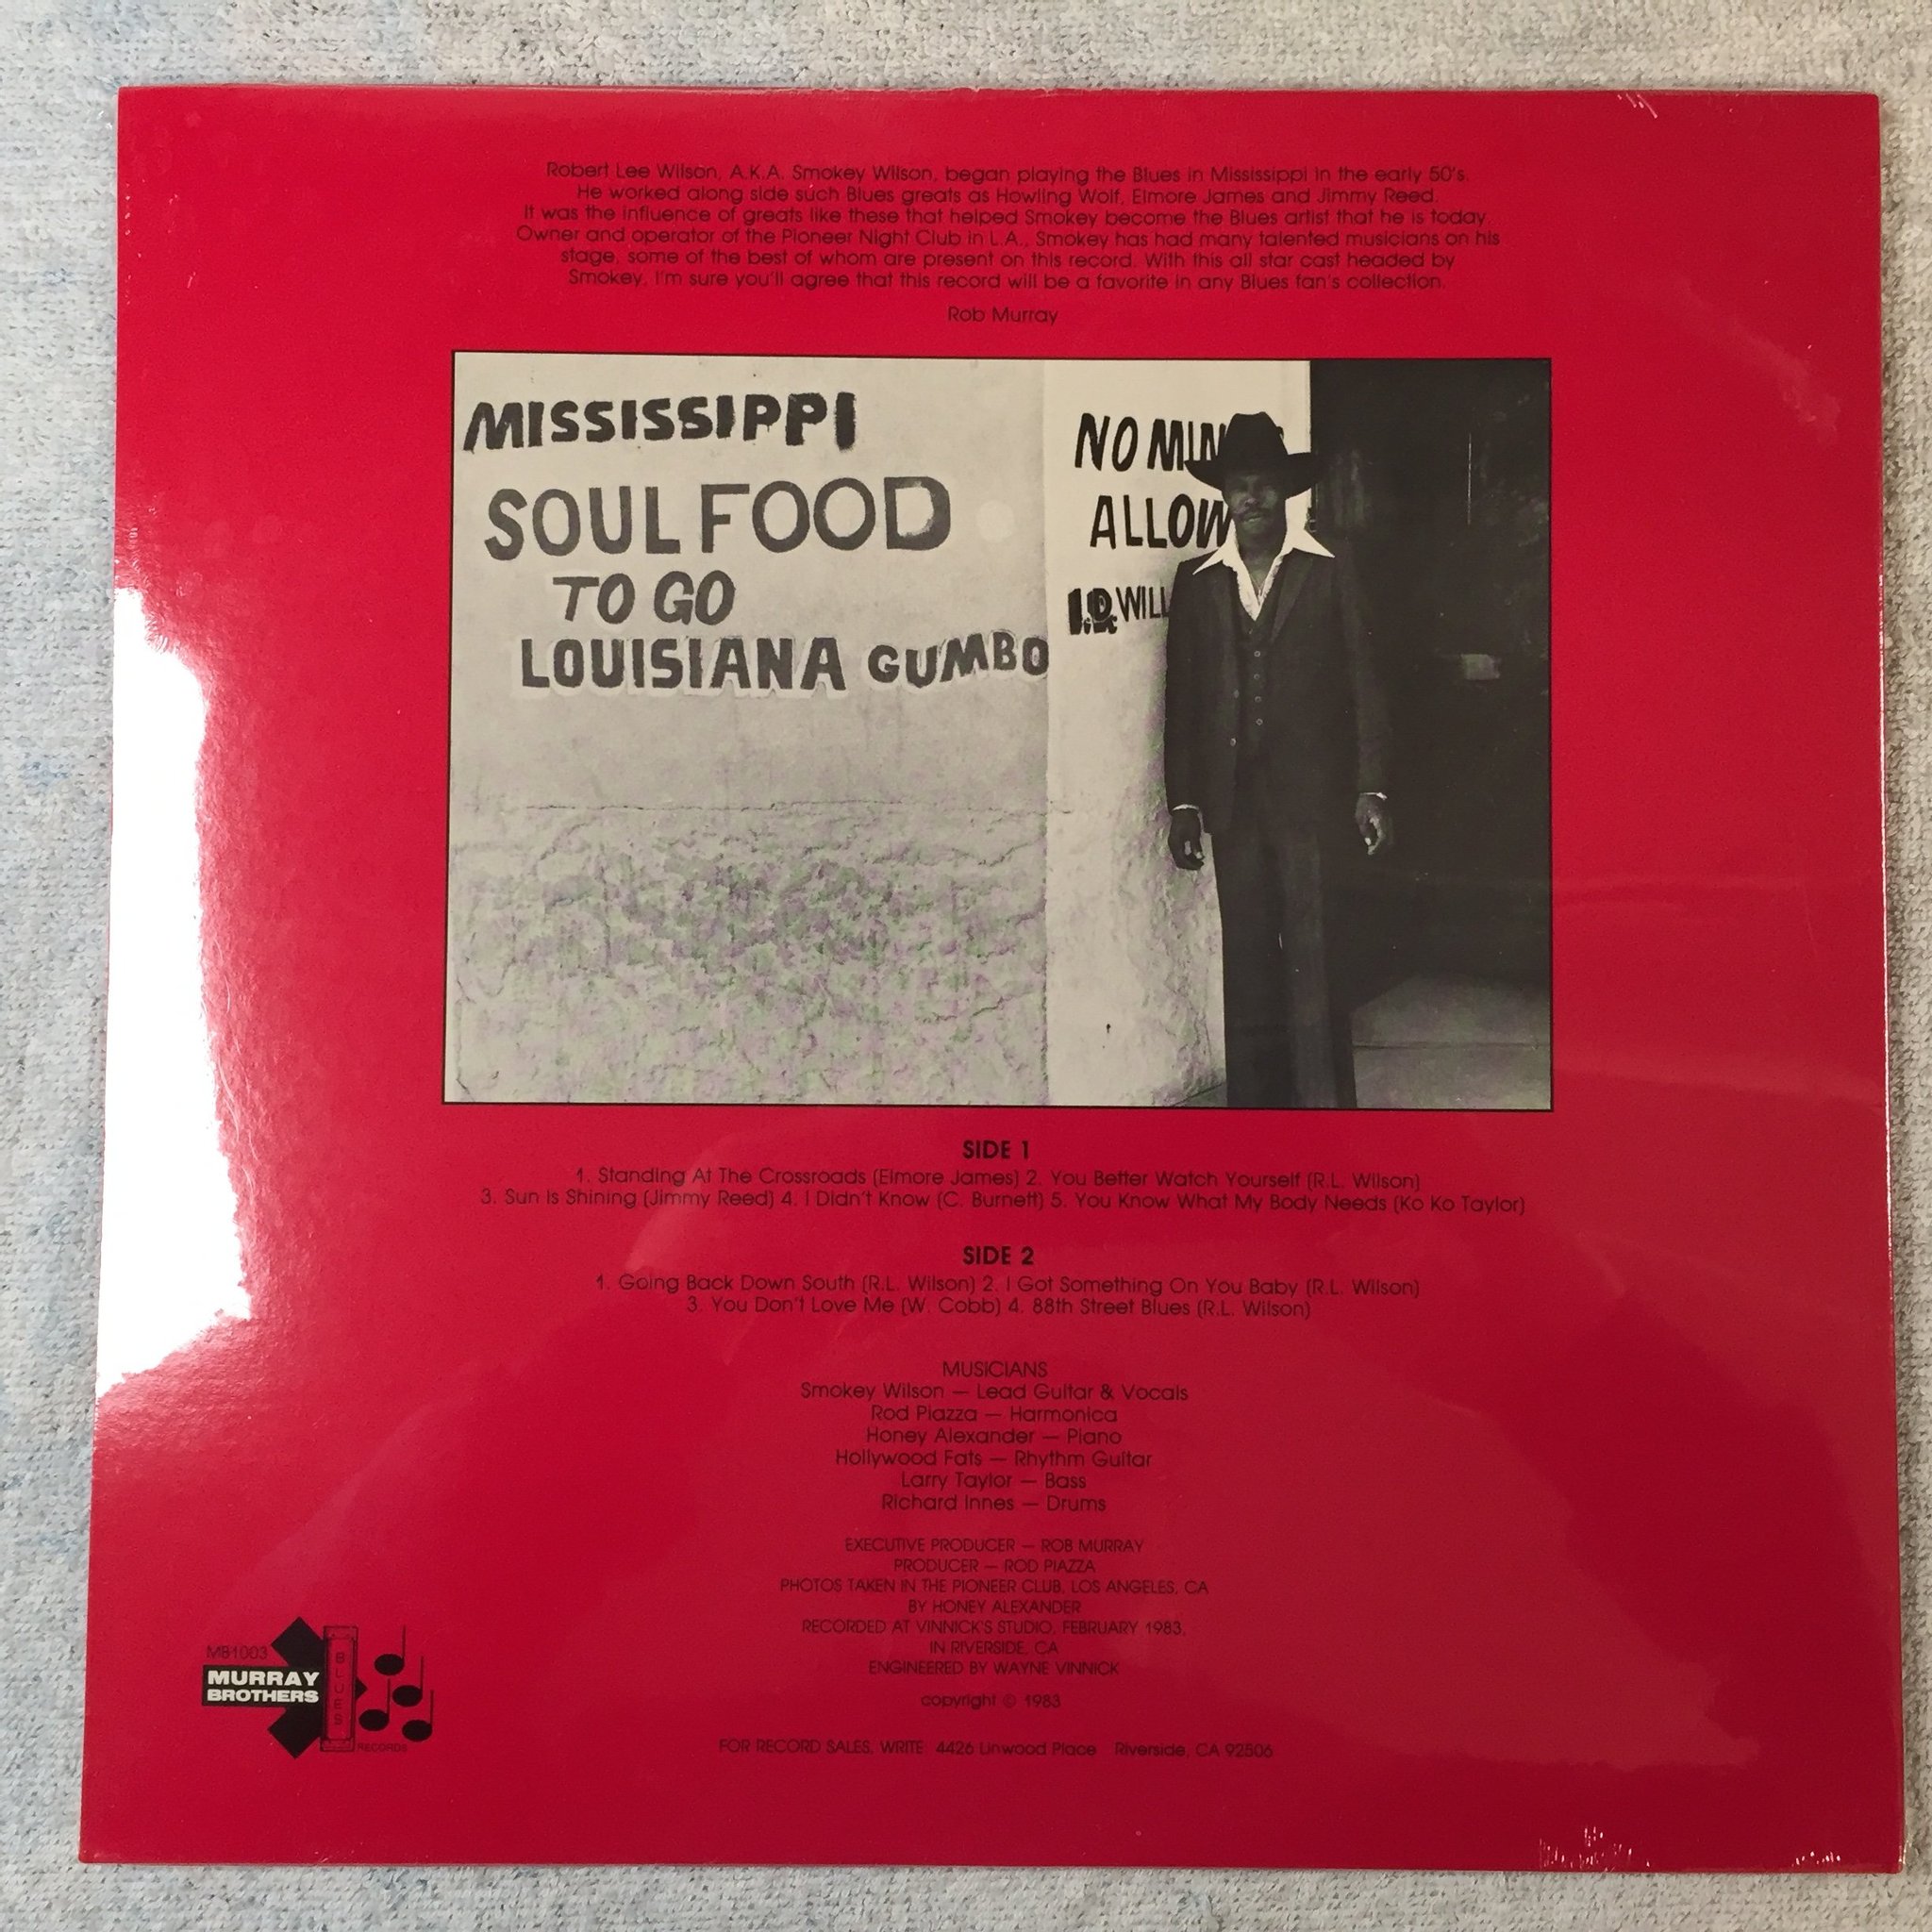 Robert Lee Wilson, A.K.A. Smokey Wilson, began playing the Blues in Mississippi in the early 50's.
He worked along side such Blues greats as Howling Wolf, Elmore James and Jimmy Reed.
It was the influence of greats like these that helped Smokey become the Blues artist that he is today.
Owner and operator of the Pioneer Night Club in L.A., Smokey has had many talented musicians on his
stage, some of the best of whom are present on this record. With this all star cast headed by
Smokey, I'm sure you'll agree that this record will be a favorite in any Blues fan's collection.
Rob Murray
MISSISSIPPI
SOUL FOOD
TO GO
LOUISIANA GUMBO
NO MIN
ALLOW
I.D. WILL
SIDE 1
1. Standing At The Crossroads (Elmore James) 2. You Better Watch Yourself (R.L. Wilson)
3. Sun Is Shining (Jimmy Reed) 4. I Didn't Know (C. Burnett) 5. You Know What My Body Needs (Ko Ko Taylor)
SIDE 2
1. Going Back Down South (R.L. Wilson) 2. I Got Something On You Baby (R.L. Wilson)
3. You Don't Love Me (W. Cobb) 4. 88th Street Blues (R.L. Wilson)
MUSICIANS
Smokey Wilson — Lead Guitar & Vocals
Rod Piazza — Harmonica
Honey Alexander — Piano
Hollywood Fats — Rhythm Guitar
Larry Taylor — Bass
Richard Innes — Drums
EXECUTIVE PRODUCER — ROB MURRAY
PRODUCER — ROD PIAZZA
PHOTOS TAKEN IN THE PIONEER CLUB, LOS ANGELES, CA
BY HONEY ALEXANDER
RECORDED AT VINNICK'S STUDIO, FEBRUARY 1983,
IN RIVERSIDE, CA
ENGINEERED BY WAYNE VINNICK
copyright © 1983
FOR RECORD SALES, WRITE 4426 Linwood Place Riverside, CA 92506
MB1003
MURRAY
BROTHERS
BLUES
RECORDS